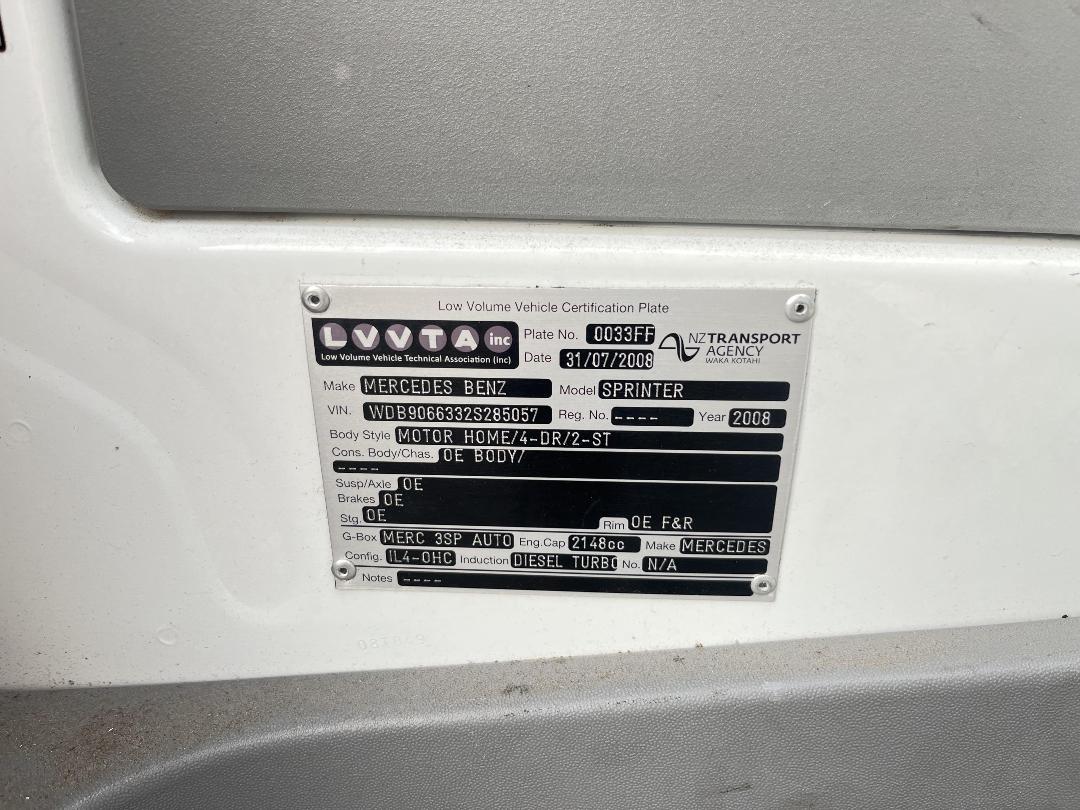 Low Volume Vehicle Certification Plate
LVVTA inc
Low Volume Vehicle Technical Association (inc)
Plate No. 0033FF
Date 31/07/2008
NZTRANSPORT
AGENCY
WAKA KOTAHI
Make MERCEDES BENZ Model SPRINTER
VIN. WDB9066332S285057 Reg. No. ---- Year 2008
Body Style MOTOR HOME/4-DR/2-ST
Cons. Body/Chas. OE BODY/
----
Susp/Axle OE
Brakes OE
Stg. OE Rim OE F&R
G-Box MERC 3SP AUTO Eng.Cap 2148cc Make MERCEDES
Config. IL4-OHC Induction DIESEL TURBO No. N/A
Notes ----